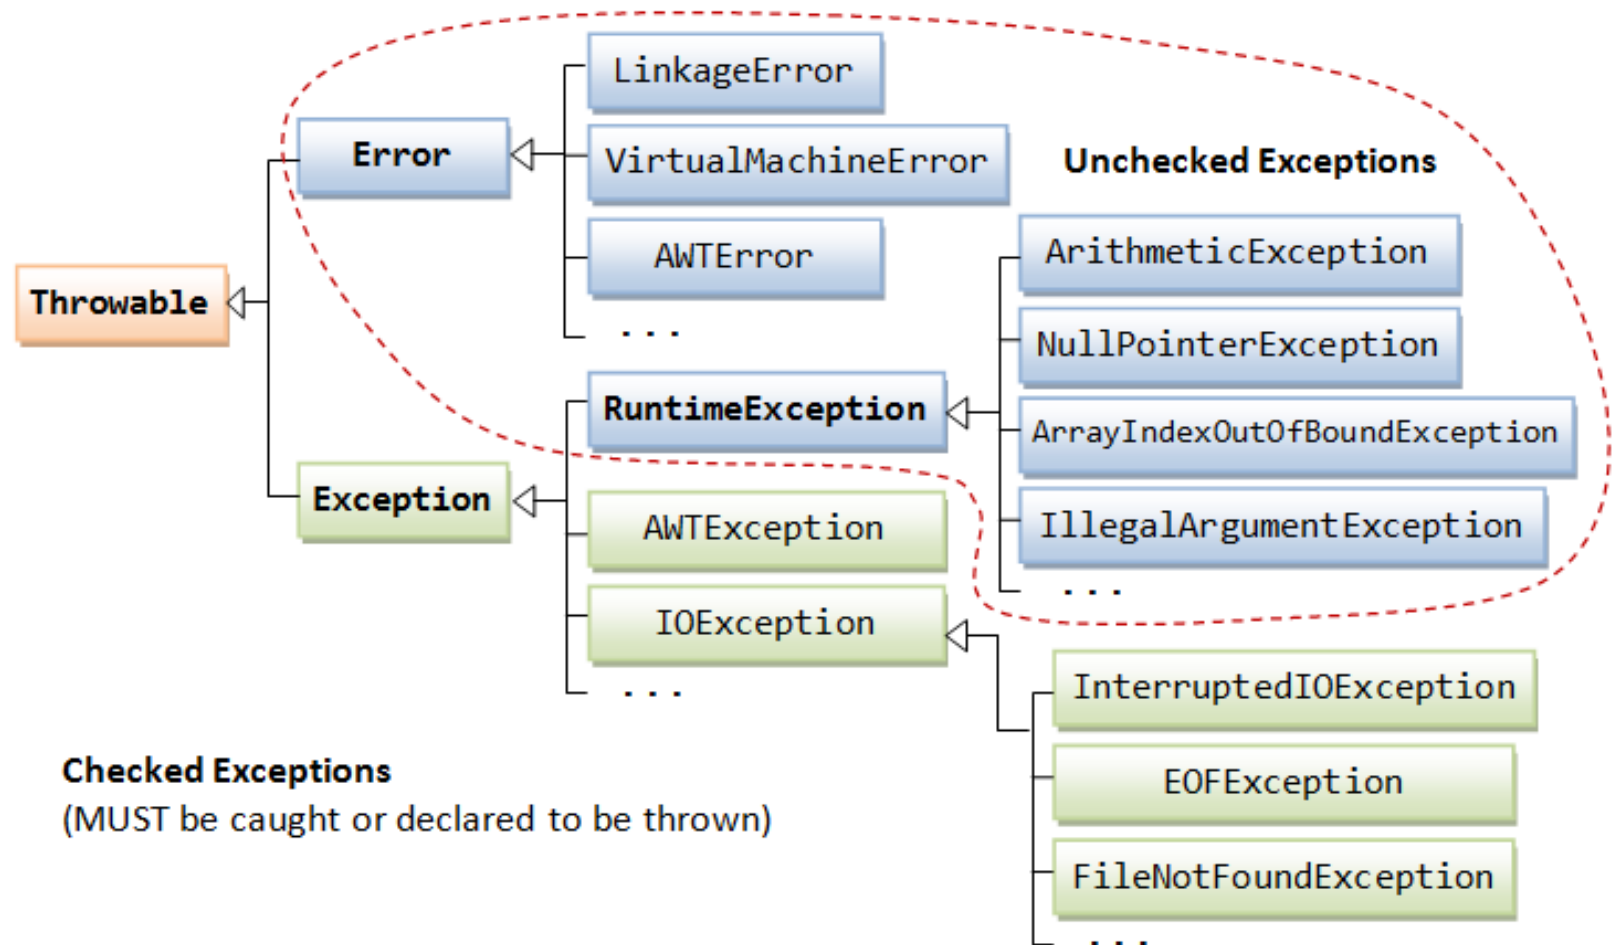 LinkageError
Error
VirtualMachineError
Unchecked Exceptions
AWTError
ArithmeticException
Throwable
...
NullPointerException
RuntimeException
ArrayIndexOutOfBoundException
Exception
AWTException
IllegalArgumentException
...
IOException
...
InterruptedIOException
Checked Exceptions
(MUST be caught or declared to be thrown)
EOFException
FileNotFoundException
...